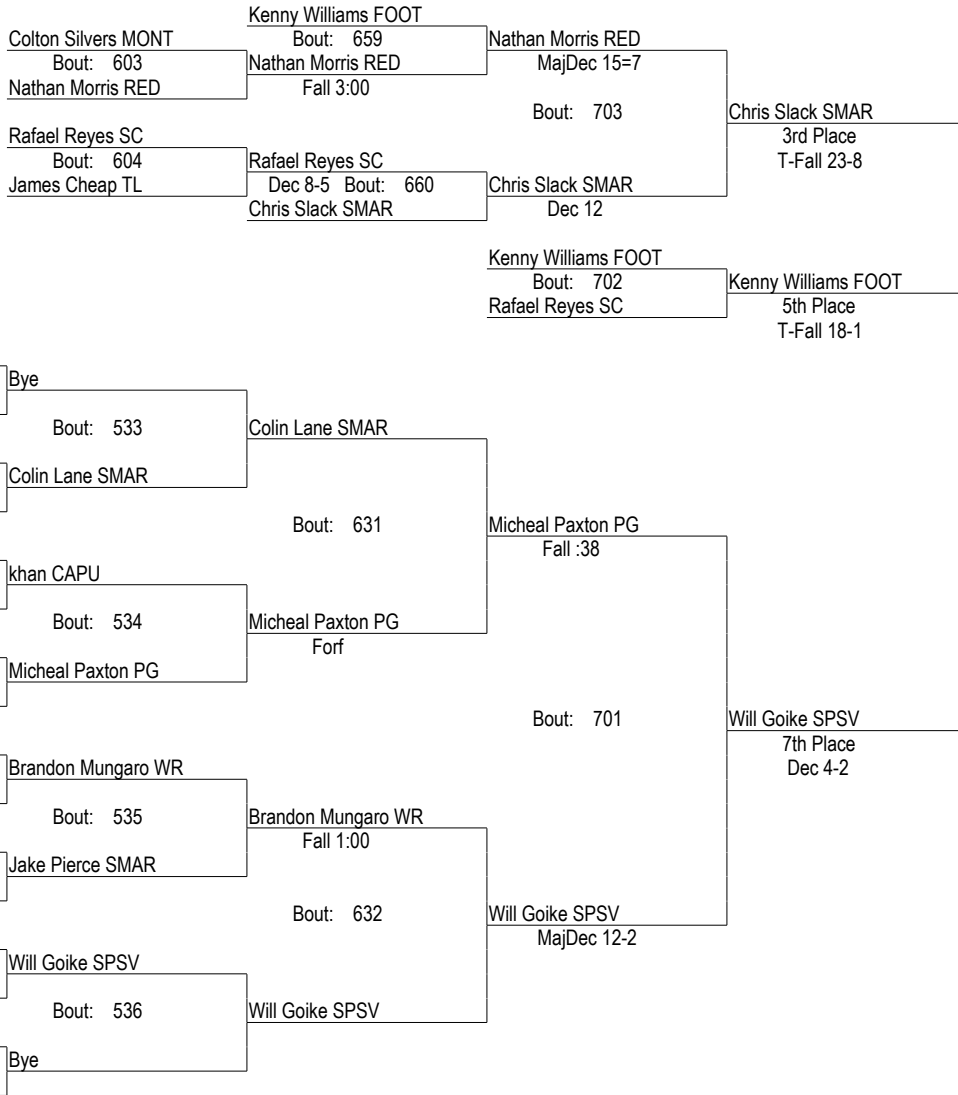 Kenny Williams FOOT
Colton Silvers MONT
Bout: 659
Nathan Morris RED
Bout: 603
Nathan Morris RED
MajDec 15=7
Nathan Morris RED
Fall 3:00
Bout: 703
Chris Slack SMAR
Rafael Reyes SC
3rd Place
Bout: 604
Rafael Reyes SC
T-Fall 23-8
James Cheap TL
Dec 8-5 Bout: 660
Chris Slack SMAR
Chris Slack SMAR
Dec 12
Kenny Williams FOOT
Bout: 702
Kenny Williams FOOT
Rafael Reyes SC
5th Place
T-Fall 18-1
Bye
Bout: 533
Colin Lane SMAR
Colin Lane SMAR
Bout: 631
Micheal Paxton PG
Fall :38
khan CAPU
Bout: 534
Micheal Paxton PG
Forf
Micheal Paxton PG
Bout: 701
Will Goike SPSV
7th Place
Brandon Mungaro WR
Dec 4-2
Bout: 535
Brandon Mungaro WR
Fall 1:00
Jake Pierce SMAR
Bout: 632
Will Goike SPSV
MajDec 12-2
Will Goike SPSV
Bout: 536
Will Goike SPSV
Bye